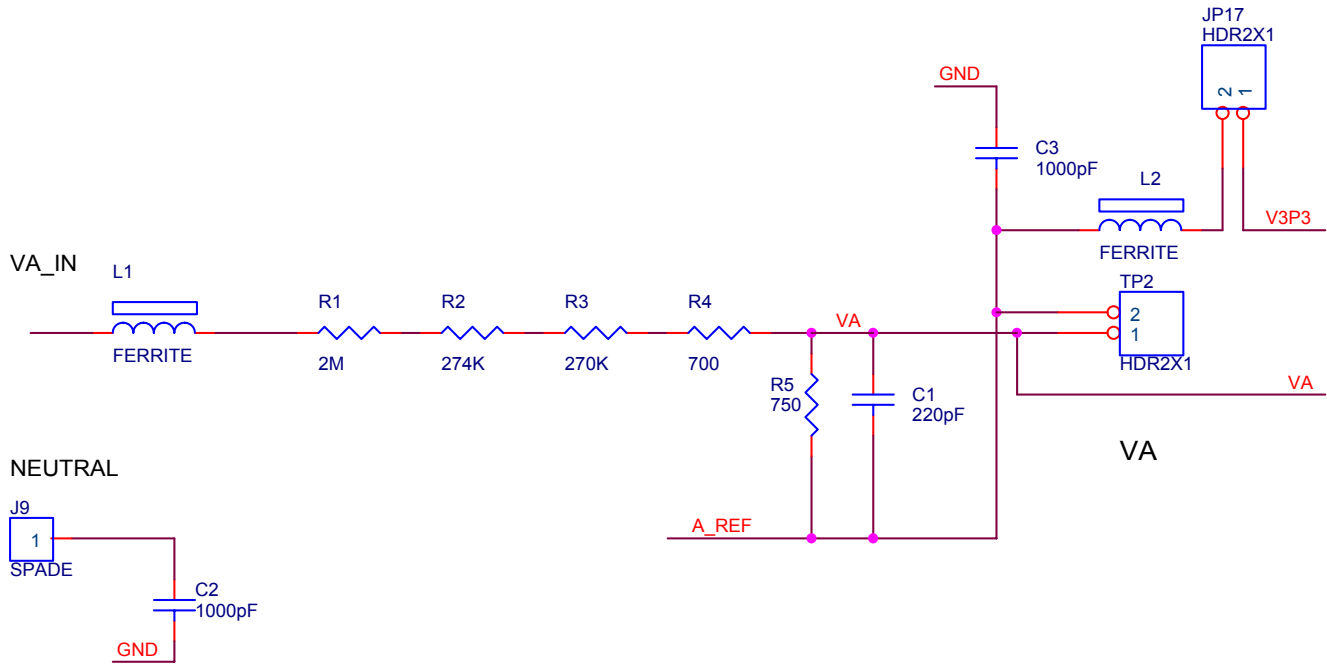 JP17
HDR2X1
2
1
GND
C3
1000pF
L2
FERRITE
V3P3
VA_IN
L1
FERRITE
R1
2M
R2
274K
R3
270K
R4
700
VA
TP2
2
1
HDR2X1
R5
750
C1
220pF
VA
VA
NEUTRAL
J9
1
SPADE
A_REF
C2
1000pF
GND